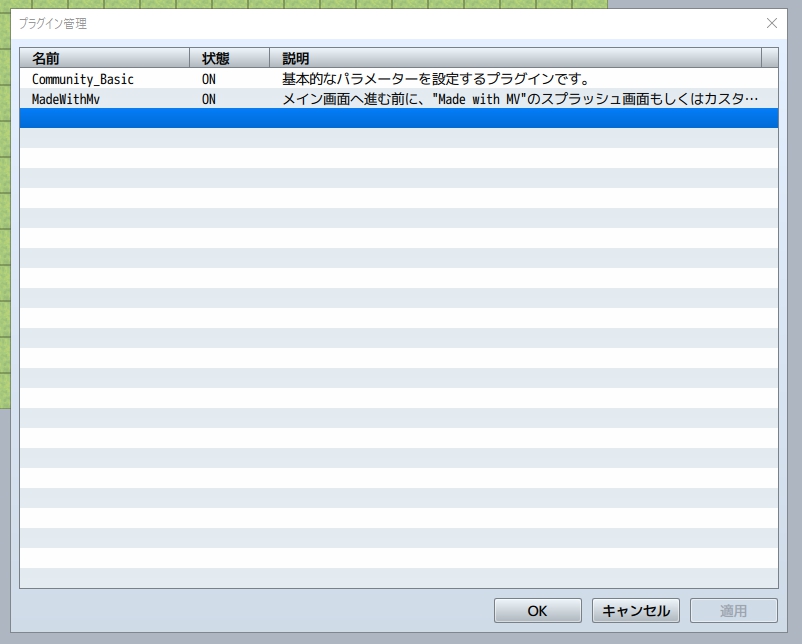 プラグイン管理
名前 状態 説明
Community_Basic ON 基本的なパラメーターを設定するプラグインです。
MadeWithMv ON メイン画面へ進む前に、"Made with MV"のスプラッシュ画面もしくはカスタ…
OK キャンセル 適用